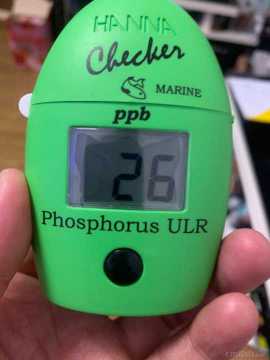 HANNA
Checker
MARINE
ppb
26
Phosphorus ULR